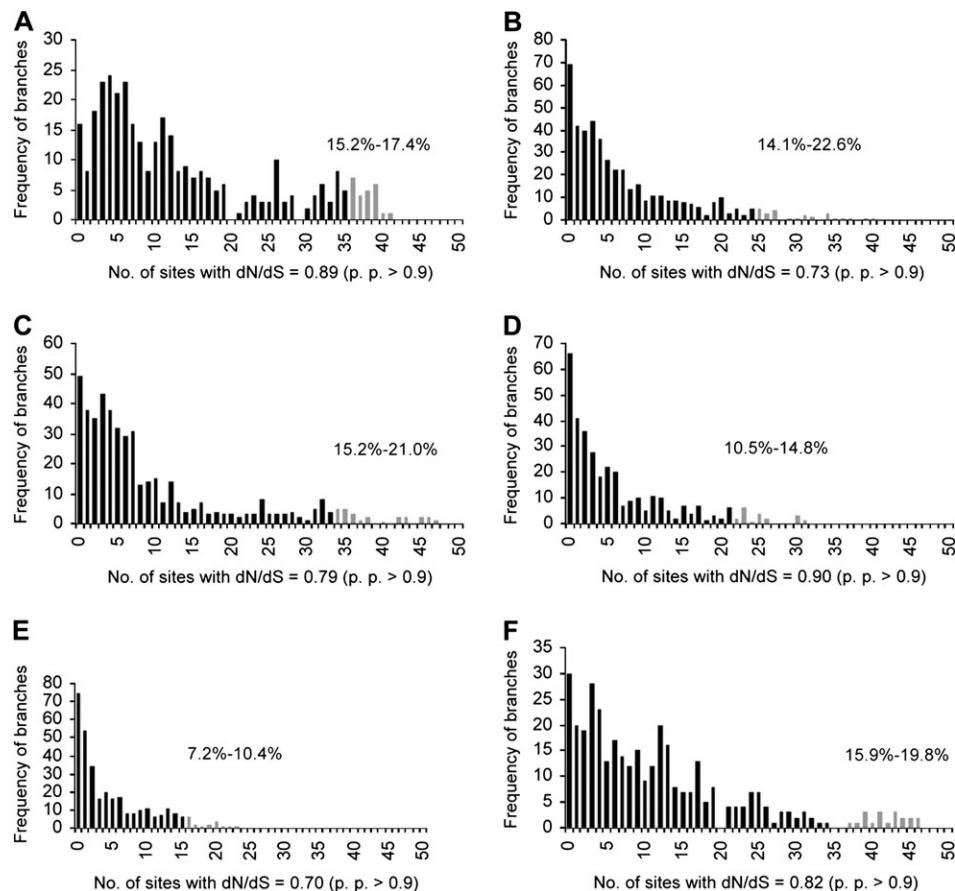 A
Frequency of branches
30
25
20
15
10
5
0
15.2%-17.4%
0 5 10 15 20 25 30 35 40 45 50
No. of sites with dN/dS = 0.89 (p. p. > 0.9)
B
Frequency of branches
80
70
60
50
40
30
20
10
0
14.1%-22.6%
0 5 10 15 20 25 30 35 40 45 50
No. of sites with dN/dS = 0.73 (p. p. > 0.9)
C
Frequency of branches
60
50
40
30
20
10
0
15.2%-21.0%
0 5 10 15 20 25 30 35 40 45 50
No. of sites with dN/dS = 0.79 (p. p. > 0.9)
D
Frequency of branches
70
60
50
40
30
20
10
0
10.5%-14.8%
0 5 10 15 20 25 30 35 40 45 50
No. of sites with dN/dS = 0.90 (p. p. > 0.9)
E
Frequency of branches
80
70
60
50
40
30
20
10
0
7.2%-10.4%
0 5 10 15 20 25 30 35 40 45 50
No. of sites with dN/dS = 0.70 (p. p. > 0.9)
F
Frequency of branches
35
30
25
20
15
10
5
0
15.9%-19.8%
0 5 10 15 20 25 30 35 40 45 50
No. of sites with dN/dS = 0.82 (p. p. > 0.9)